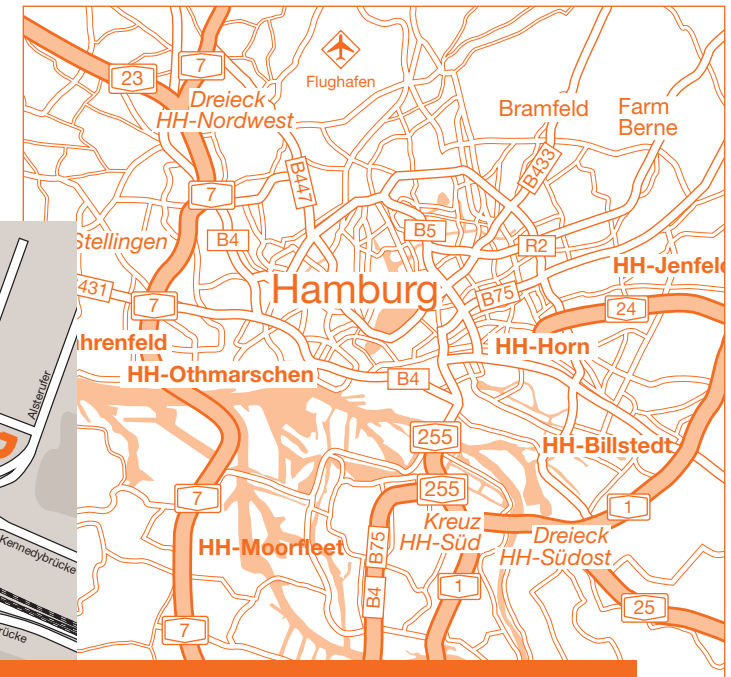 7
23
Flughafen
Dreieck
HH-Nordwest
Bramfeld
Farm
Berne
B447
B433
7
Stellingen
B4
B5
R2
HH-Jenfeld
431
7
Hamburg
B75
24
hrenfeld
HH-Horn
HH-Othmarschen
B4
Alsterufer
255
HH-Billstedt
255
7
1
Kreuz
HH-Süd
Dreieck
HH-Südost
HH-Moorfleet
B75
Kennedybrücke
B4
1
25
7
rücke